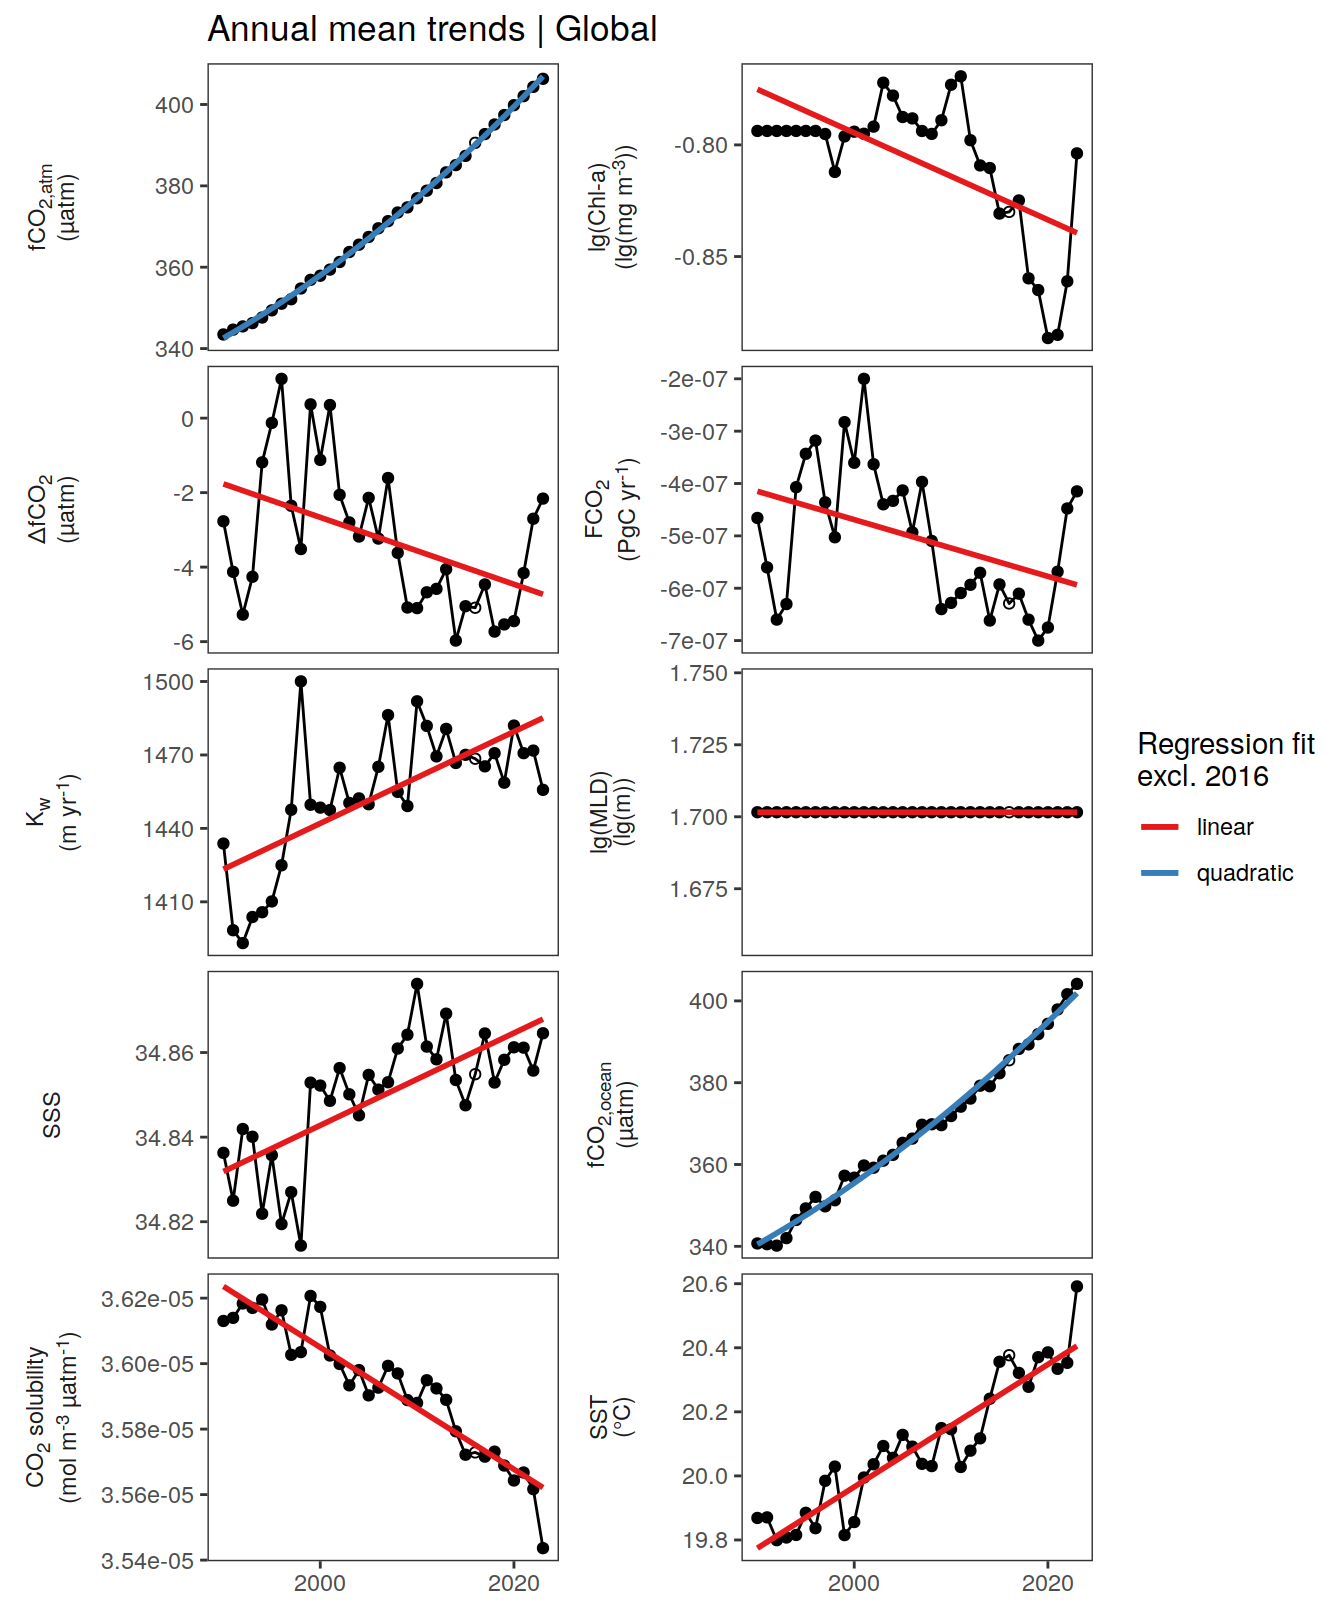 Annual mean trends | Global
fCO2,atm
(µatm)
400
380
360
340
lg(Chl-a)
(lg(mg m-3))
-0.80
-0.85
ΔfCO2
(µatm)
0
-2
-4
-6
FCO2
(PgC yr-1)
-2e-07
-3e-07
-4e-07
-5e-07
-6e-07
-7e-07
Kw
(m yr-1)
1500
1470
1440
1410
lg(MLD)
(lg(m))
1.750
1.725
1.700
1.675
SSS
34.86
34.84
34.82
fCO2,ocean
(µatm)
400
380
360
340
CO2 solubility
(mol m-3 µatm-1)
3.62e-05
3.60e-05
3.58e-05
3.56e-05
3.54e-05
2000 2020
SST
(°C)
20.6
20.4
20.2
20.0
19.8
2000 2020
Regression fit
excl. 2016
linear
quadratic